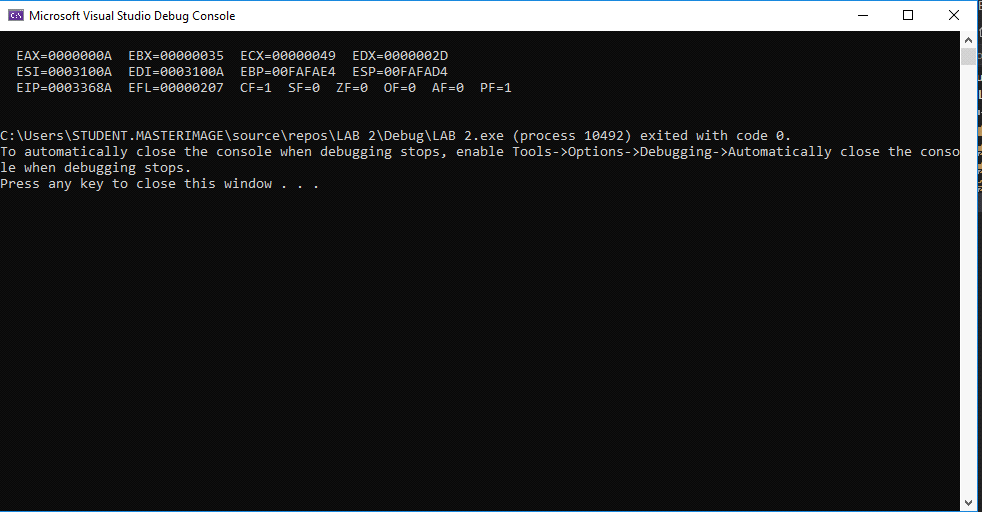 Microsoft Visual Studio Debug Console
EAX=0000000A  EBX=00000035  ECX=00000049  EDX=0000002D
ESI=0003100A  EDI=0003100A  EBP=00FAFAE4  ESP=00FAFAD4
EIP=0003368A  EFL=00000207  CF=1  SF=0  ZF=0  OF=0  AF=0  PF=1
C:\Users\STUDENT.MASTERIMAGE\source\repos\LAB 2\Debug\LAB 2.exe (process 10492) exited with code 0.
To automatically close the console when debugging stops, enable Tools->Options->Debugging->Automatically close the conso
le when debugging stops.
Press any key to close this window . . .